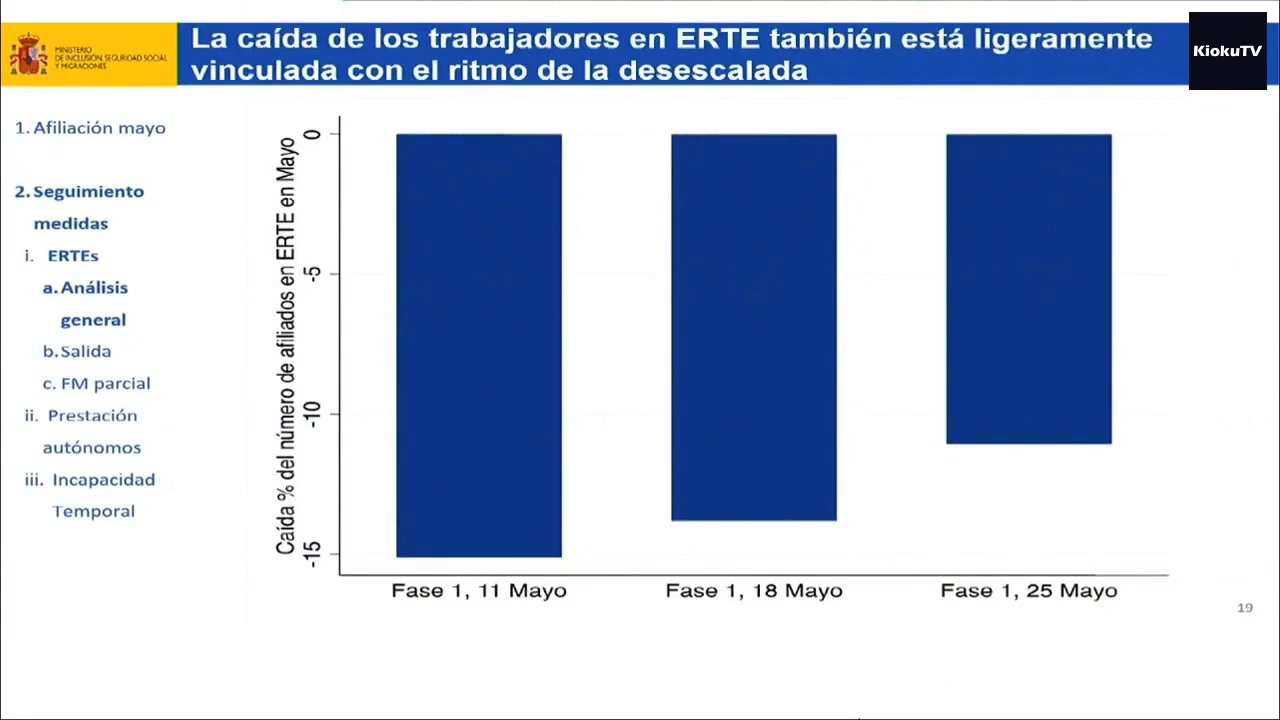 MINISTERIO
DE INCLUSIÓN, SEGURIDAD SOCIAL
Y MIGRACIONES
La caída de los trabajadores en ERTE también está ligeramente
vinculada con el ritmo de la desescalada
KiokuTV
1. Afiliación mayo
2. Seguimiento
medidas
i. ERTEs
a. Análisis
general
b. Salida
c. FM parcial
ii. Prestación
autónomos
iii. Incapacidad
Temporal
Caída % del número de afiliados en ERTE en Mayo
0
-5
-10
-15
Fase 1, 11 Mayo
Fase 1, 18 Mayo
Fase 1, 25 Mayo
19